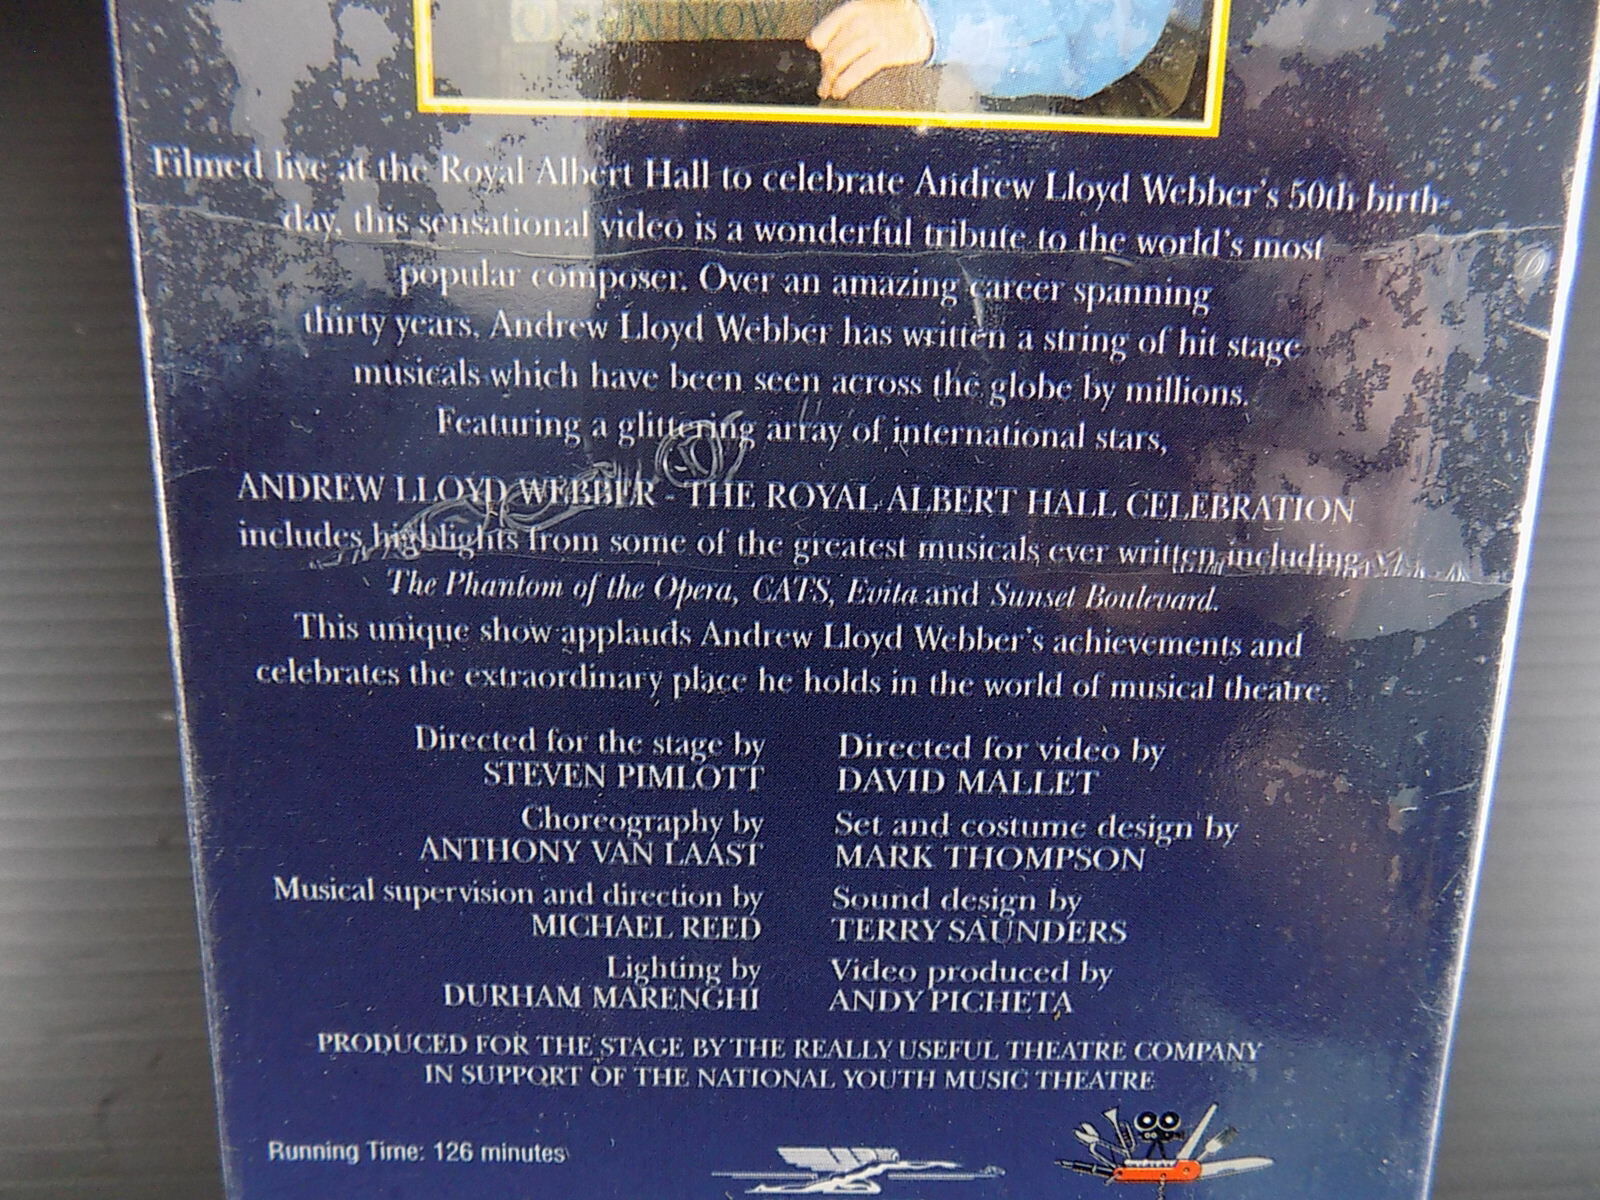 NOW
Filmed live at the Royal Albert Hall to celebrate Andrew Lloyd Webber's 50th birth-
day, this sensational video is a wonderful tribute to the world's most
popular composer. Over an amazing career spanning
thirty years, Andrew Lloyd Webber has written a string of hit stage
musicals which have been seen across the globe by millions.
Featuring a glittering array of international stars,
ANDREW LLOYD WEBBER - THE ROYAL ALBERT HALL CELEBRATION
includes highlights from some of the greatest musicals ever written including
The Phantom of the Opera, CATS, Evita and Sunset Boulevard.
This unique show applauds Andrew Lloyd Webber's achievements and
celebrates the extraordinary place he holds in the world of musical theatre.
Directed for the stage by
STEVEN PIMLOTT
Directed for video by
DAVID MALLET
Choreography by
ANTHONY VAN LAAST
Set and costume design by
MARK THOMPSON
Musical supervision and direction by
MICHAEL REED
Sound design by
TERRY SAUNDERS
Lighting by
DURHAM MARENGHI
Video produced by
ANDY PICHETA
PRODUCED FOR THE STAGE BY THE REALLY USEFUL THEATRE COMPANY
IN SUPPORT OF THE NATIONAL YOUTH MUSIC THEATRE
Running Time: 126 minutes